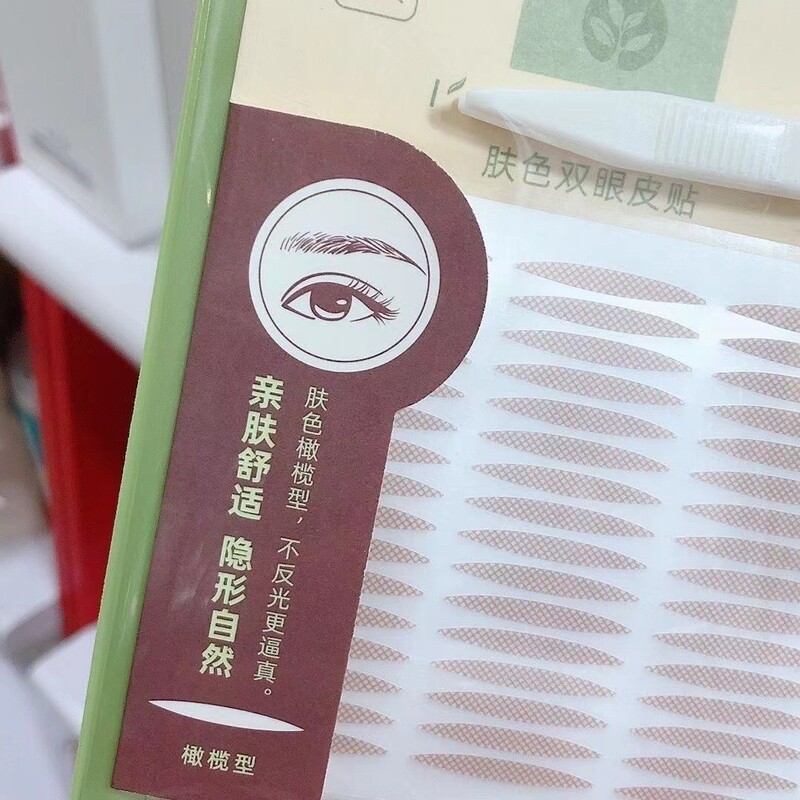 肤色双眼皮贴
肤色橄榄型，不反光更逼真。
亲肤舒适 隐形自然
橄榄型